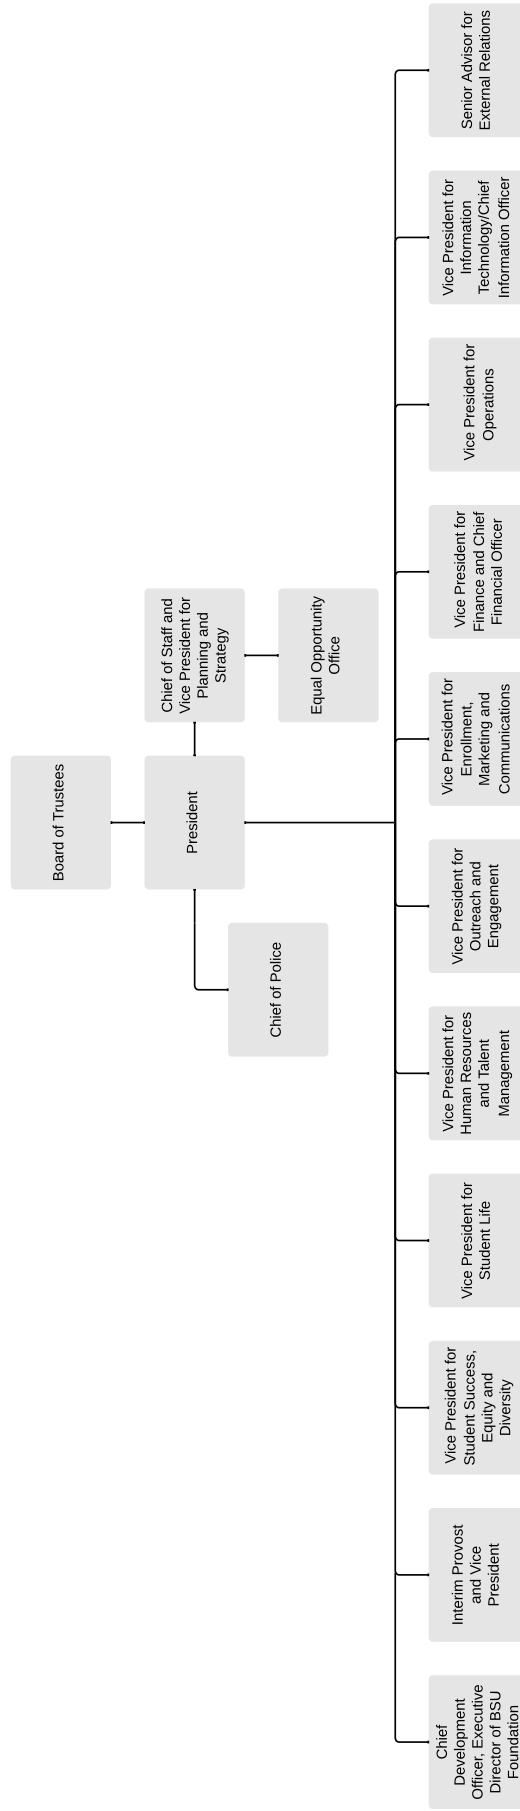 Board of Trustees
President
Chief of Staff and
Vice President for
Planning and
Strategy
Equal Opportunity
Office
Chief of Police
Chief
Development
Officer, Executive
Director of BSU
Foundation
Interim Provost
and Vice
President
Vice President for
Student Success,
Equity and
Diversity
Vice President for
Student Life
Vice President for
Human Resources
and Talent
Management
Vice President for
Outreach and
Engagement
Vice President for
Enrollment,
Marketing and
Communications
Vice President for
Finance and Chief
Financial Officer
Vice President for
Operations
Vice President for
Information
Technology/Chief
Information Officer
Senior Advisor for
External Relations